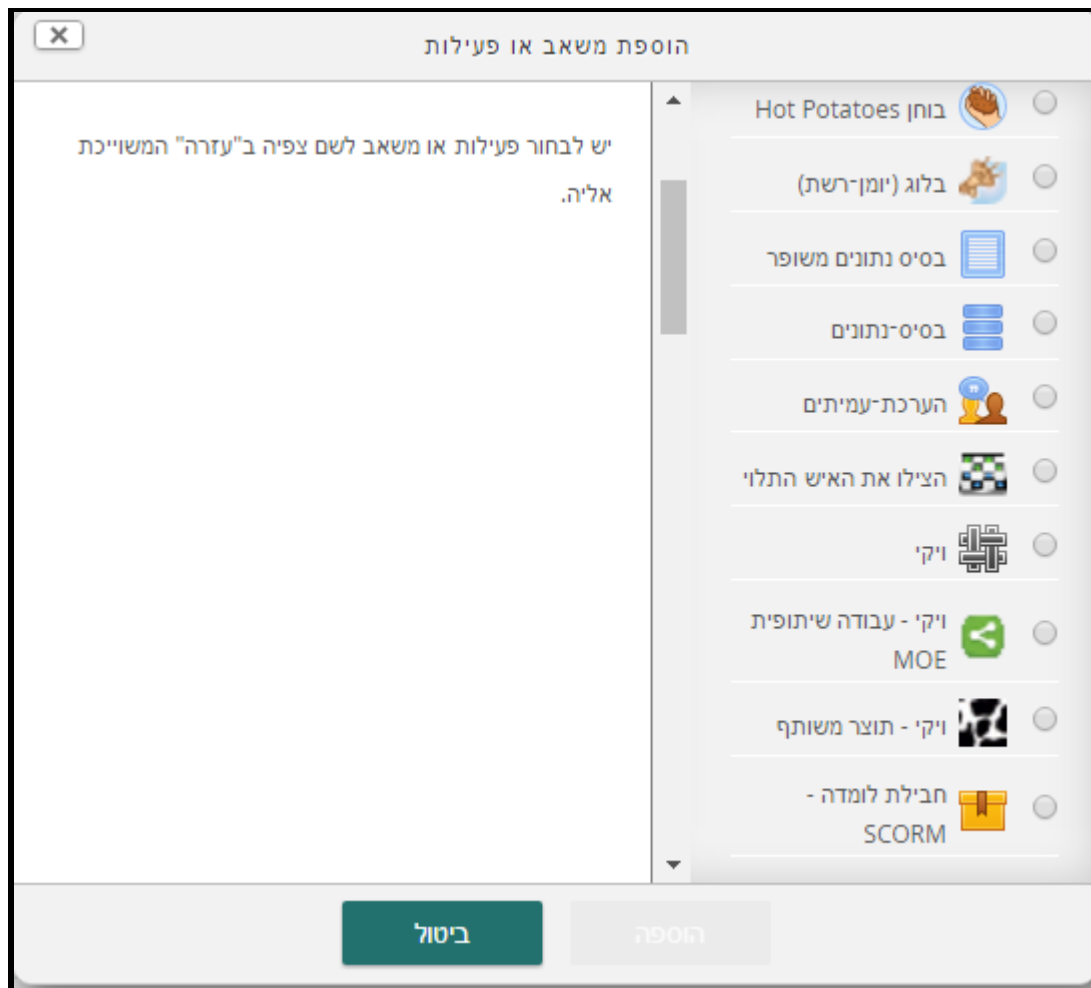 הוספת משאב או פעילות
בוחן Hot Potatoes
בלוג (יומן־רשת)
בסיס נתונים משופר
בסיס־נתונים
הערכת־עמיתים
הצילו את האיש התלוי
ויקי
ויקי - עבודה שיתופית
MOE
ויקי - תוצר משותף
חבילת לומדה -
SCORM
יש לבחור פעילות או משאב לשם צפיה ב"עזרה" המשוייכת
אליה.
הוספה
ביטול